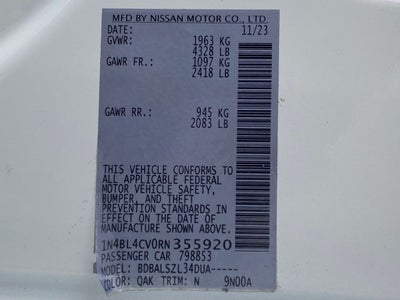 MFD BY NISSAN MOTOR CO., LTD.
DATE: 11/23
GVWR: 1963 KG
4328 LB
GAWR FR.: 1097 KG
2418 LB
GAWR RR.: 945 KG
2083 LB
THIS VEHICLE CONFORMS TO
ALL APPLICABLE FEDERAL
MOTOR VEHICLE SAFETY,
BUMPER, AND THEFT
PREVENTION STANDARDS IN
EFFECT ON THE DATE OF
MANUFACTURE SHOWN ABOVE.
1N4BL4CV0RN355920
PASSENGER CAR 798853
MODEL: BDBALSZL34DUA-----
COLOR: QAK TRIM: N 9N00A